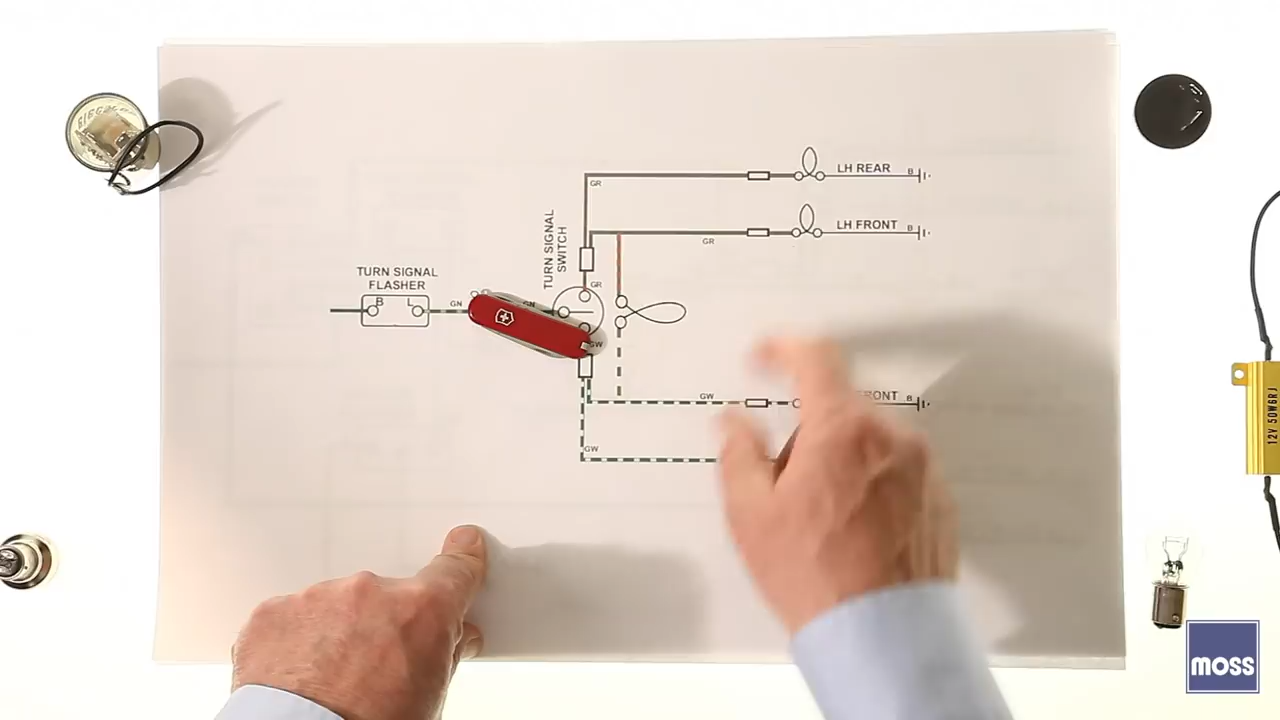 LH REAR
B
GR
LH FRONT
B
GR
TURN SIGNAL
SWITCH
GR
TURN SIGNAL
FLASHER
B
L
GN
GN
GW
GW
B
GW
12V 50W6RJ
moss